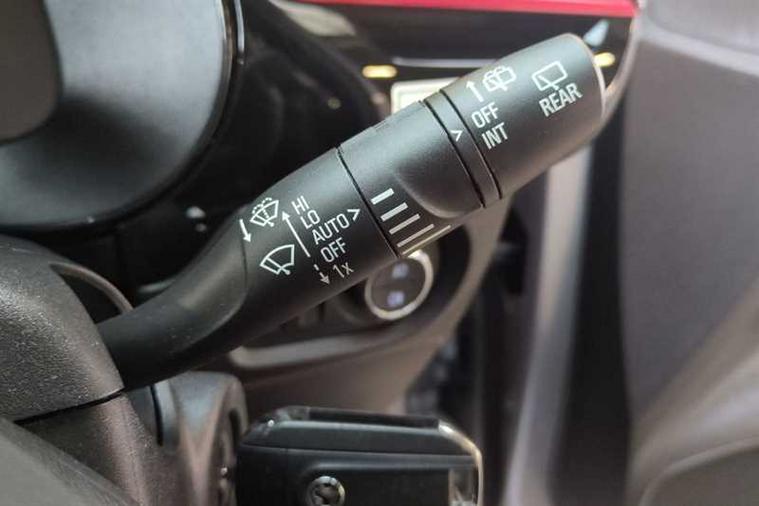 HI
LO
AUTO >
OFF
1x
> OFF
INT
REAR